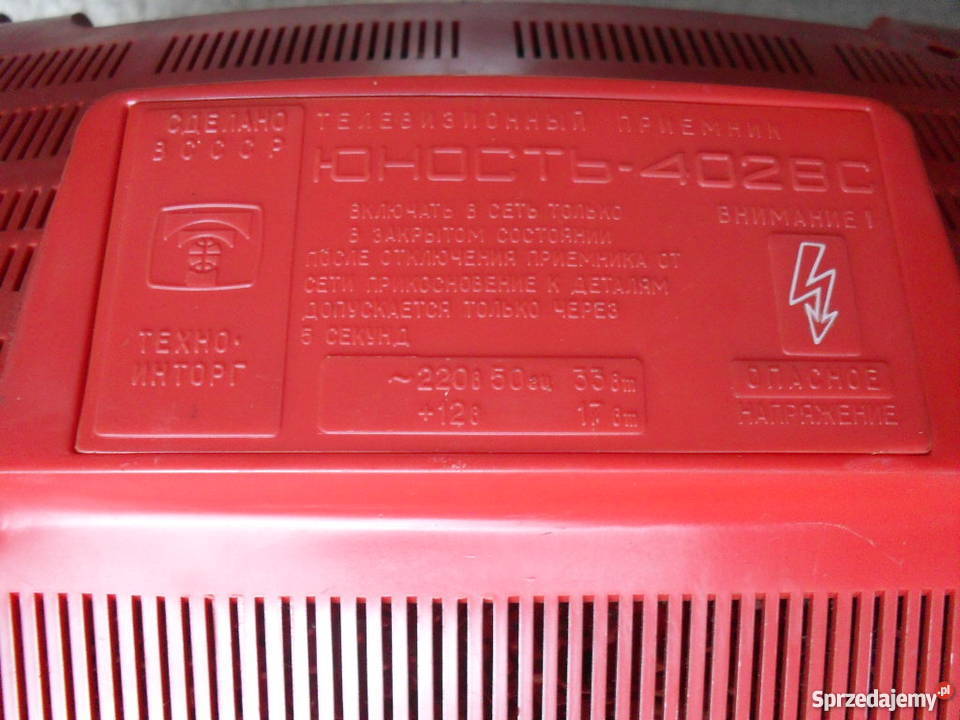 СДЕЛАНО
В СССР
ТЕХНО-
ИНТОРГ
ТЕЛЕВИЗИОННЫЙ ПРИЕМНИК
ЮНОСТЬ-402ВС
ВКЛЮЧАТЬ В СЕТЬ ТОЛЬКО
В ЗАКРЫТОМ СОСТОЯНИИ
ПОСЛЕ ОТКЛЮЧЕНИЯ ПРИЕМНИКА ОТ
СЕТИ ПРИКОСНОВЕНИЕ К ДЕТАЛЯМ
ДОПУСКАЕТСЯ ТОЛЬКО ЧЕРЕЗ
5 СЕКУНД
~220в 50гц 33вт
+12в 17вт
ВНИМАНИЕ!
ОПАСНОЕ
НАПРЯЖЕНИЕ
Sprzedajemy.pl